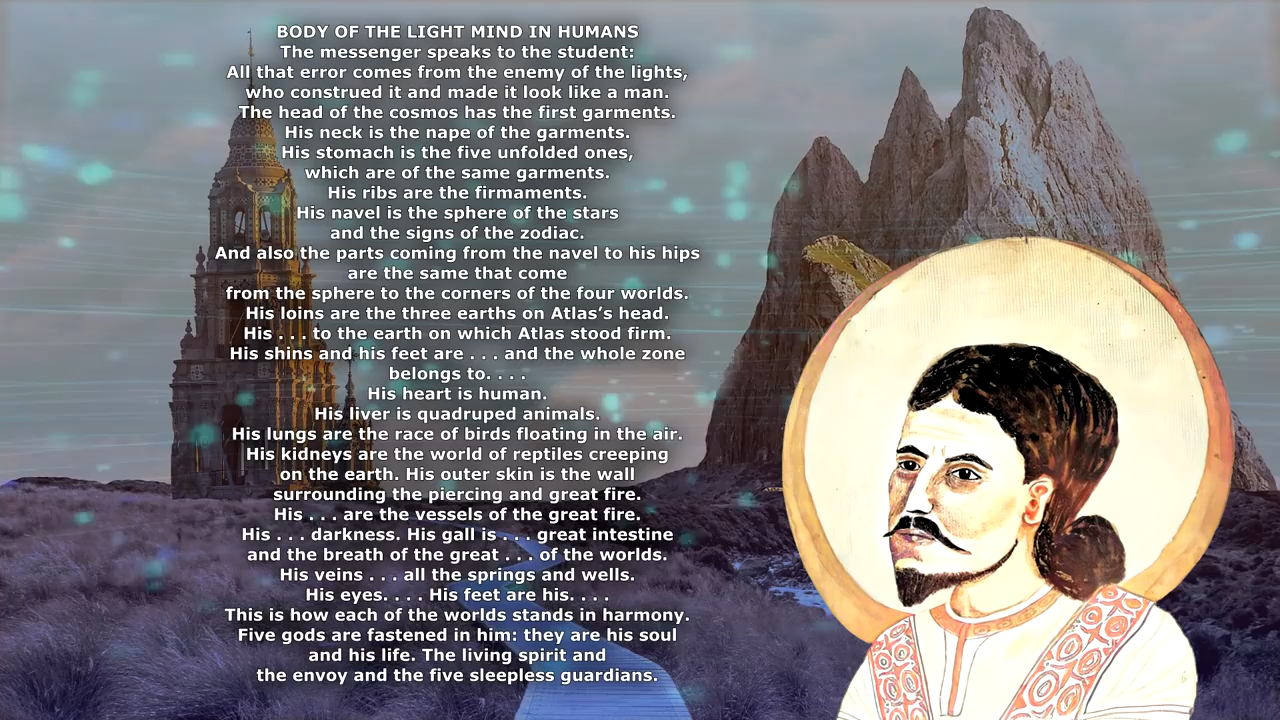 BODY OF THE LIGHT MIND IN HUMANS
The messenger speaks to the student:
All that error comes from the enemy of the lights,
who construed it and made it look like a man.
The head of the cosmos has the first garments.
His neck is the nape of the garments.
His stomach is the five unfolded ones,
which are of the same garments.
His ribs are the firmaments.
His navel is the sphere of the stars
and the signs of the zodiac.
And also the parts coming from the navel to his hips
are the same that come
from the sphere to the corners of the four worlds.
His loins are the three earths on Atlas’s head.
His . . . to the earth on which Atlas stood firm.
His shins and his feet are . . . and the whole zone
belongs to. . . .
His heart is human.
His liver is quadruped animals.
His lungs are the race of birds floating in the air.
His kidneys are the world of reptiles creeping
on the earth. His outer skin is the wall
surrounding the piercing and great fire.
His . . . are the vessels of the great fire.
His . . . darkness. His gall is . . . great intestine
and the breath of the great . . . of the worlds.
His veins . . . all the springs and wells.
His eyes. . . . His feet are his. . . .
This is how each of the worlds stands in harmony.
Five gods are fastened in him: they are his soul
and his life. The living spirit and
the envoy and the five sleepless guardians.